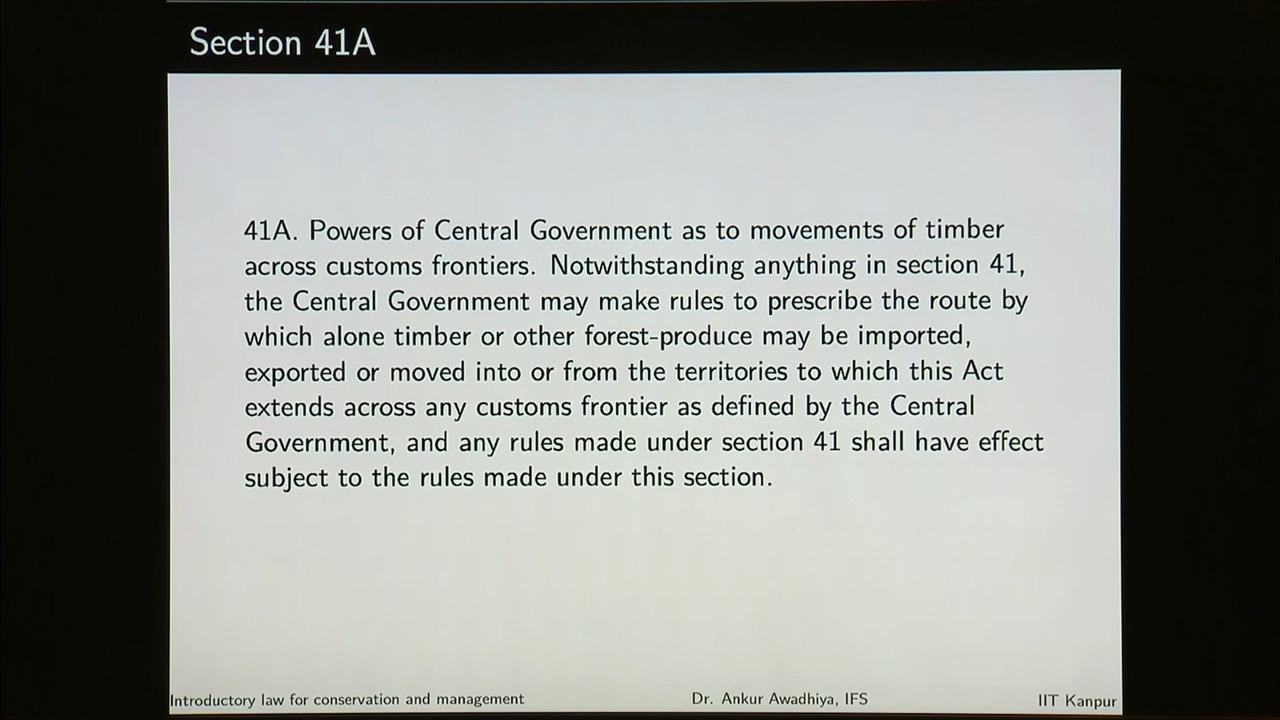 Section 41A
41A. Powers of Central Government as to movements of timber
across customs frontiers. Notwithstanding anything in section 41,
the Central Government may make rules to prescribe the route by
which alone timber or other forest-produce may be imported,
exported or moved into or from the territories to which this Act
extends across any customs frontier as defined by the Central
Government, and any rules made under section 41 shall have effect
subject to the rules made under this section.
Introductory law for conservation and management Dr. Ankur Awadhiya, IFS IIT Kanpur